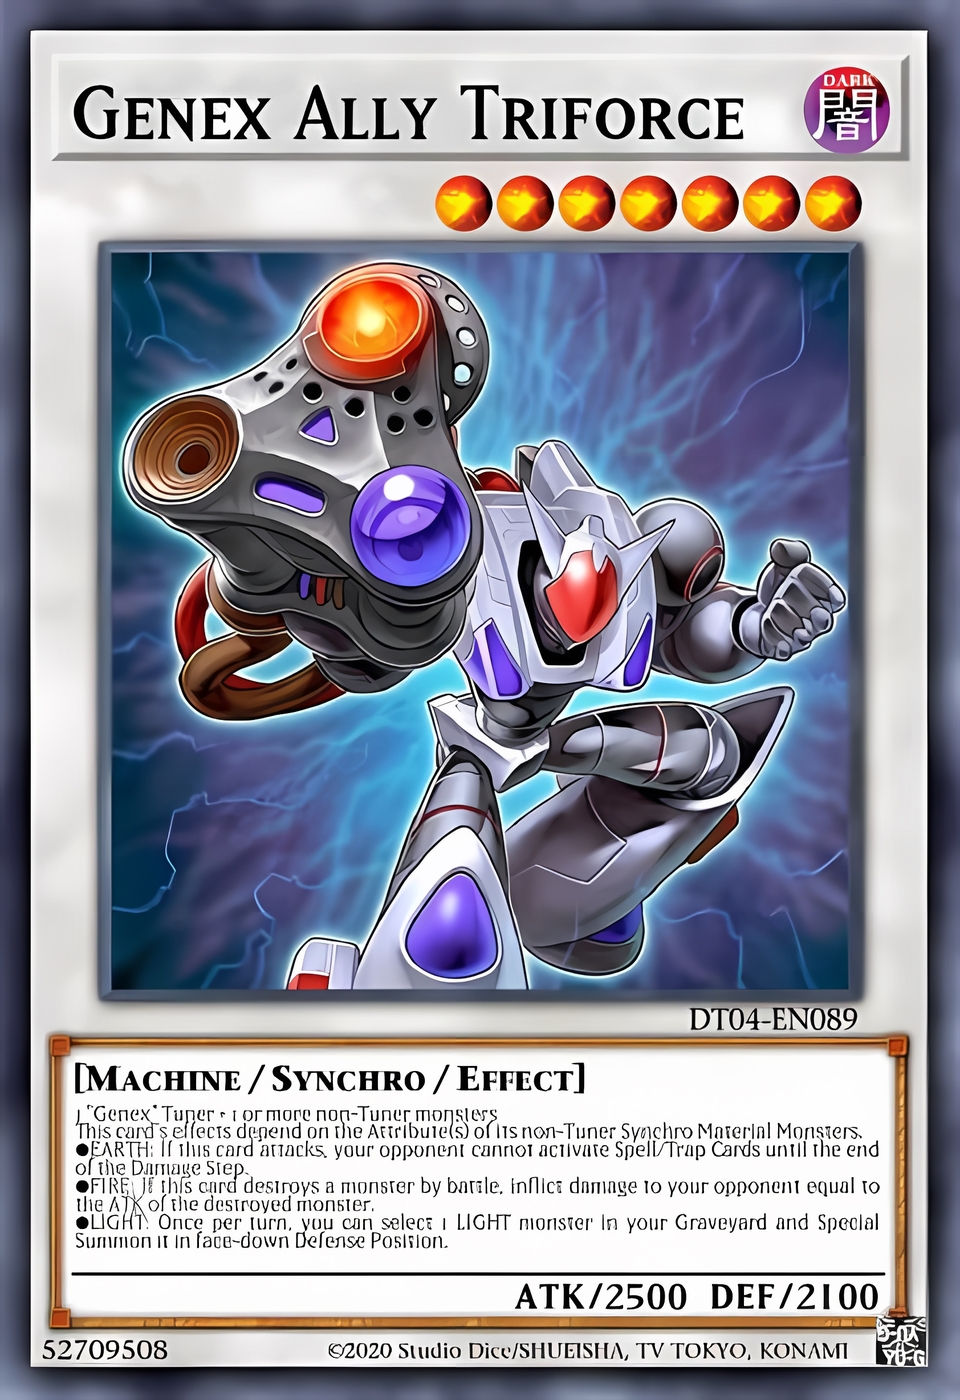 GENEX ALLY TRIFORCE
DARK
闇
DT04-EN089
[MACHINE / SYNCHRO / EFFECT]
1 "Genex" Tuner + 1 or more non-Tuner monsters
This card's effects depend on the Attribute(s) of its non-Tuner Synchro Material Monsters.
●EARTH: If this card attacks, your opponent cannot activate Spell/Trap Cards until the end
of the Damage Step.
●FIRE: If this card destroys a monster by battle, inflict damage to your opponent equal to
the ATK of the destroyed monster.
●LIGHT: Once per turn, you can select 1 LIGHT monster in your Graveyard and Special
Summon it in face-down Defense Position.
ATK/2500 DEF/2100
52709508
©2020 Studio Dice/SHUEISHA, TV TOKYO, KONAMI